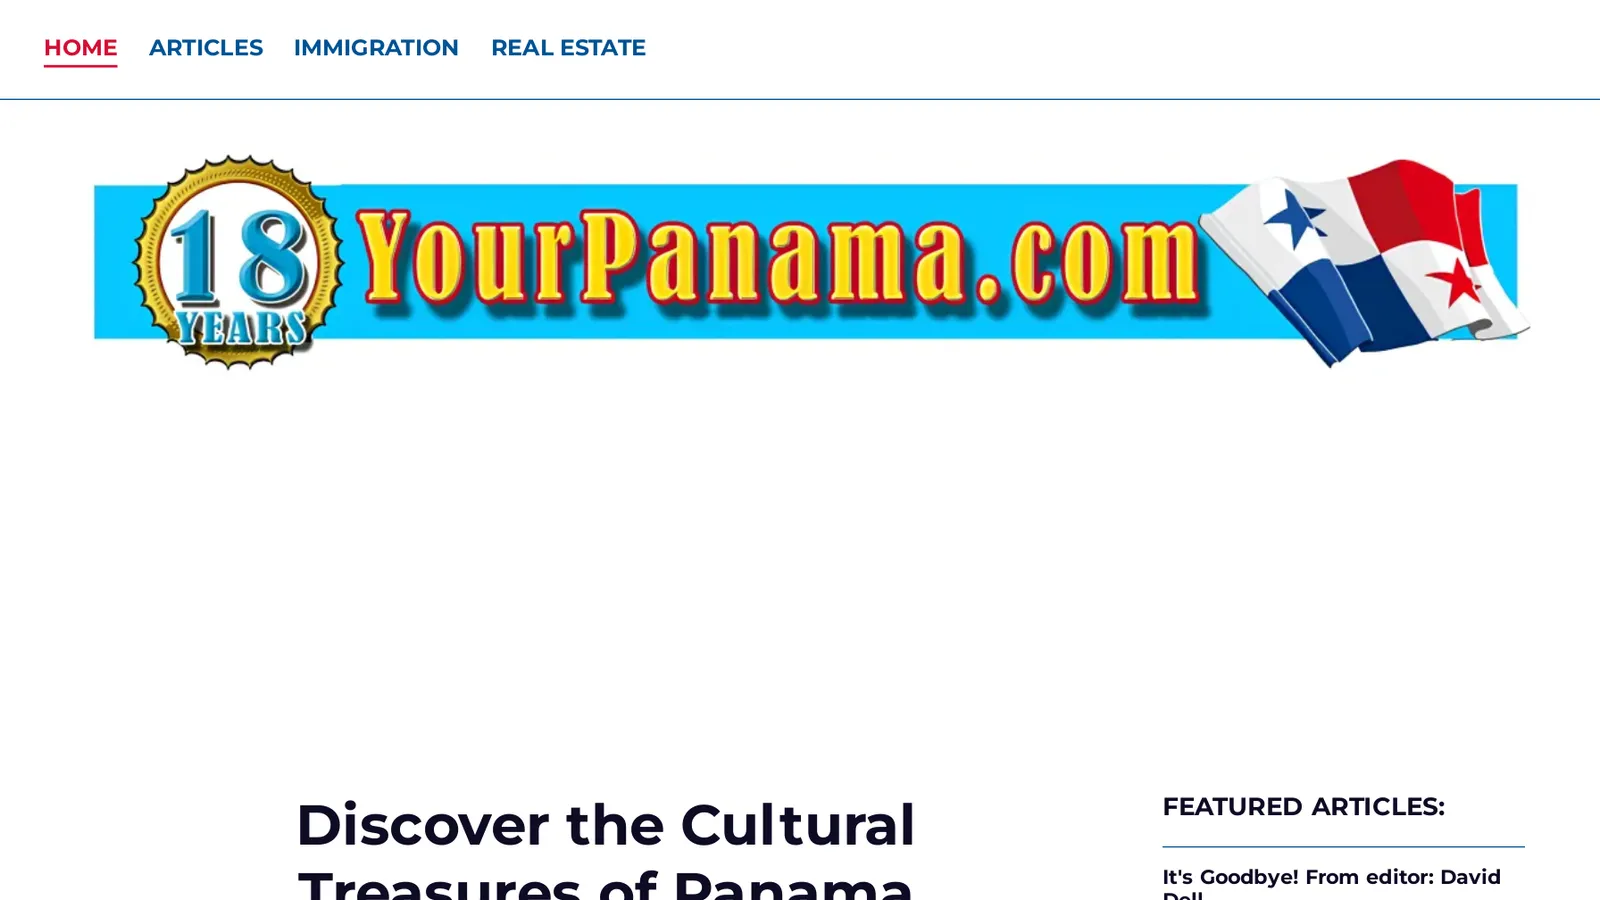 HOME ARTICLES IMMIGRATION REAL ESTATE
18 YourPanama.com
YEARS
Discover the Cultural
Treasures of Panama
FEATURED ARTICLES:
It's Goodbye! From editor: David
Dell